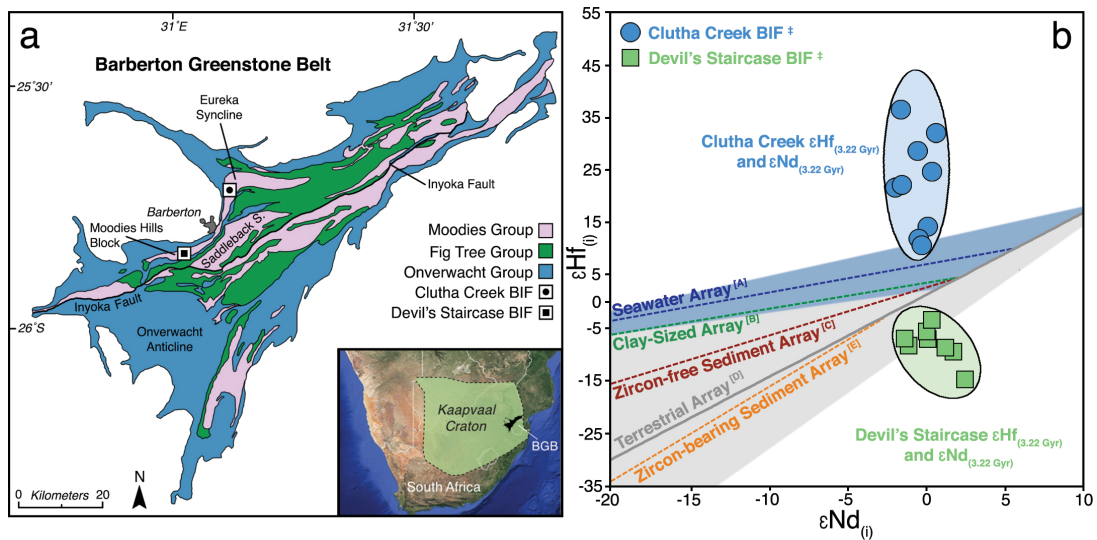 a
31°E
31°30'
Barberton Greenstone Belt
25°30'
Eureka
Syncline
Inyoka Fault
Barberton
Moodies Hills
Block
Saddleback S.
Moodies Group
Fig Tree Group
Onverwacht Group
Clutha Creek BIF
Devil's Staircase BIF
Inyoka Fault
26°S
Onverwacht
Anticline
N
0 Kilometers 20
Kaapvaal
Craton
BGB
South Africa
b
Clutha Creek BIF ‡
Devil's Staircase BIF ‡
Clutha Creek εHf(3.22 Gyr)
and εNd(3.22 Gyr)
Seawater Array [A]
Clay-Sized Array [B]
Zircon-free Sediment Array [C]
Terrestrial Array [D]
Zircon-bearing Sediment Array [E]
Devil's Staircase εHf(3.22 Gyr)
and εNd(3.22 Gyr)
εHf(i)
55
45
35
25
15
5
0
-5
-15
-25
-35
-20
-15
-10
-5
0
5
10
εNd(i)